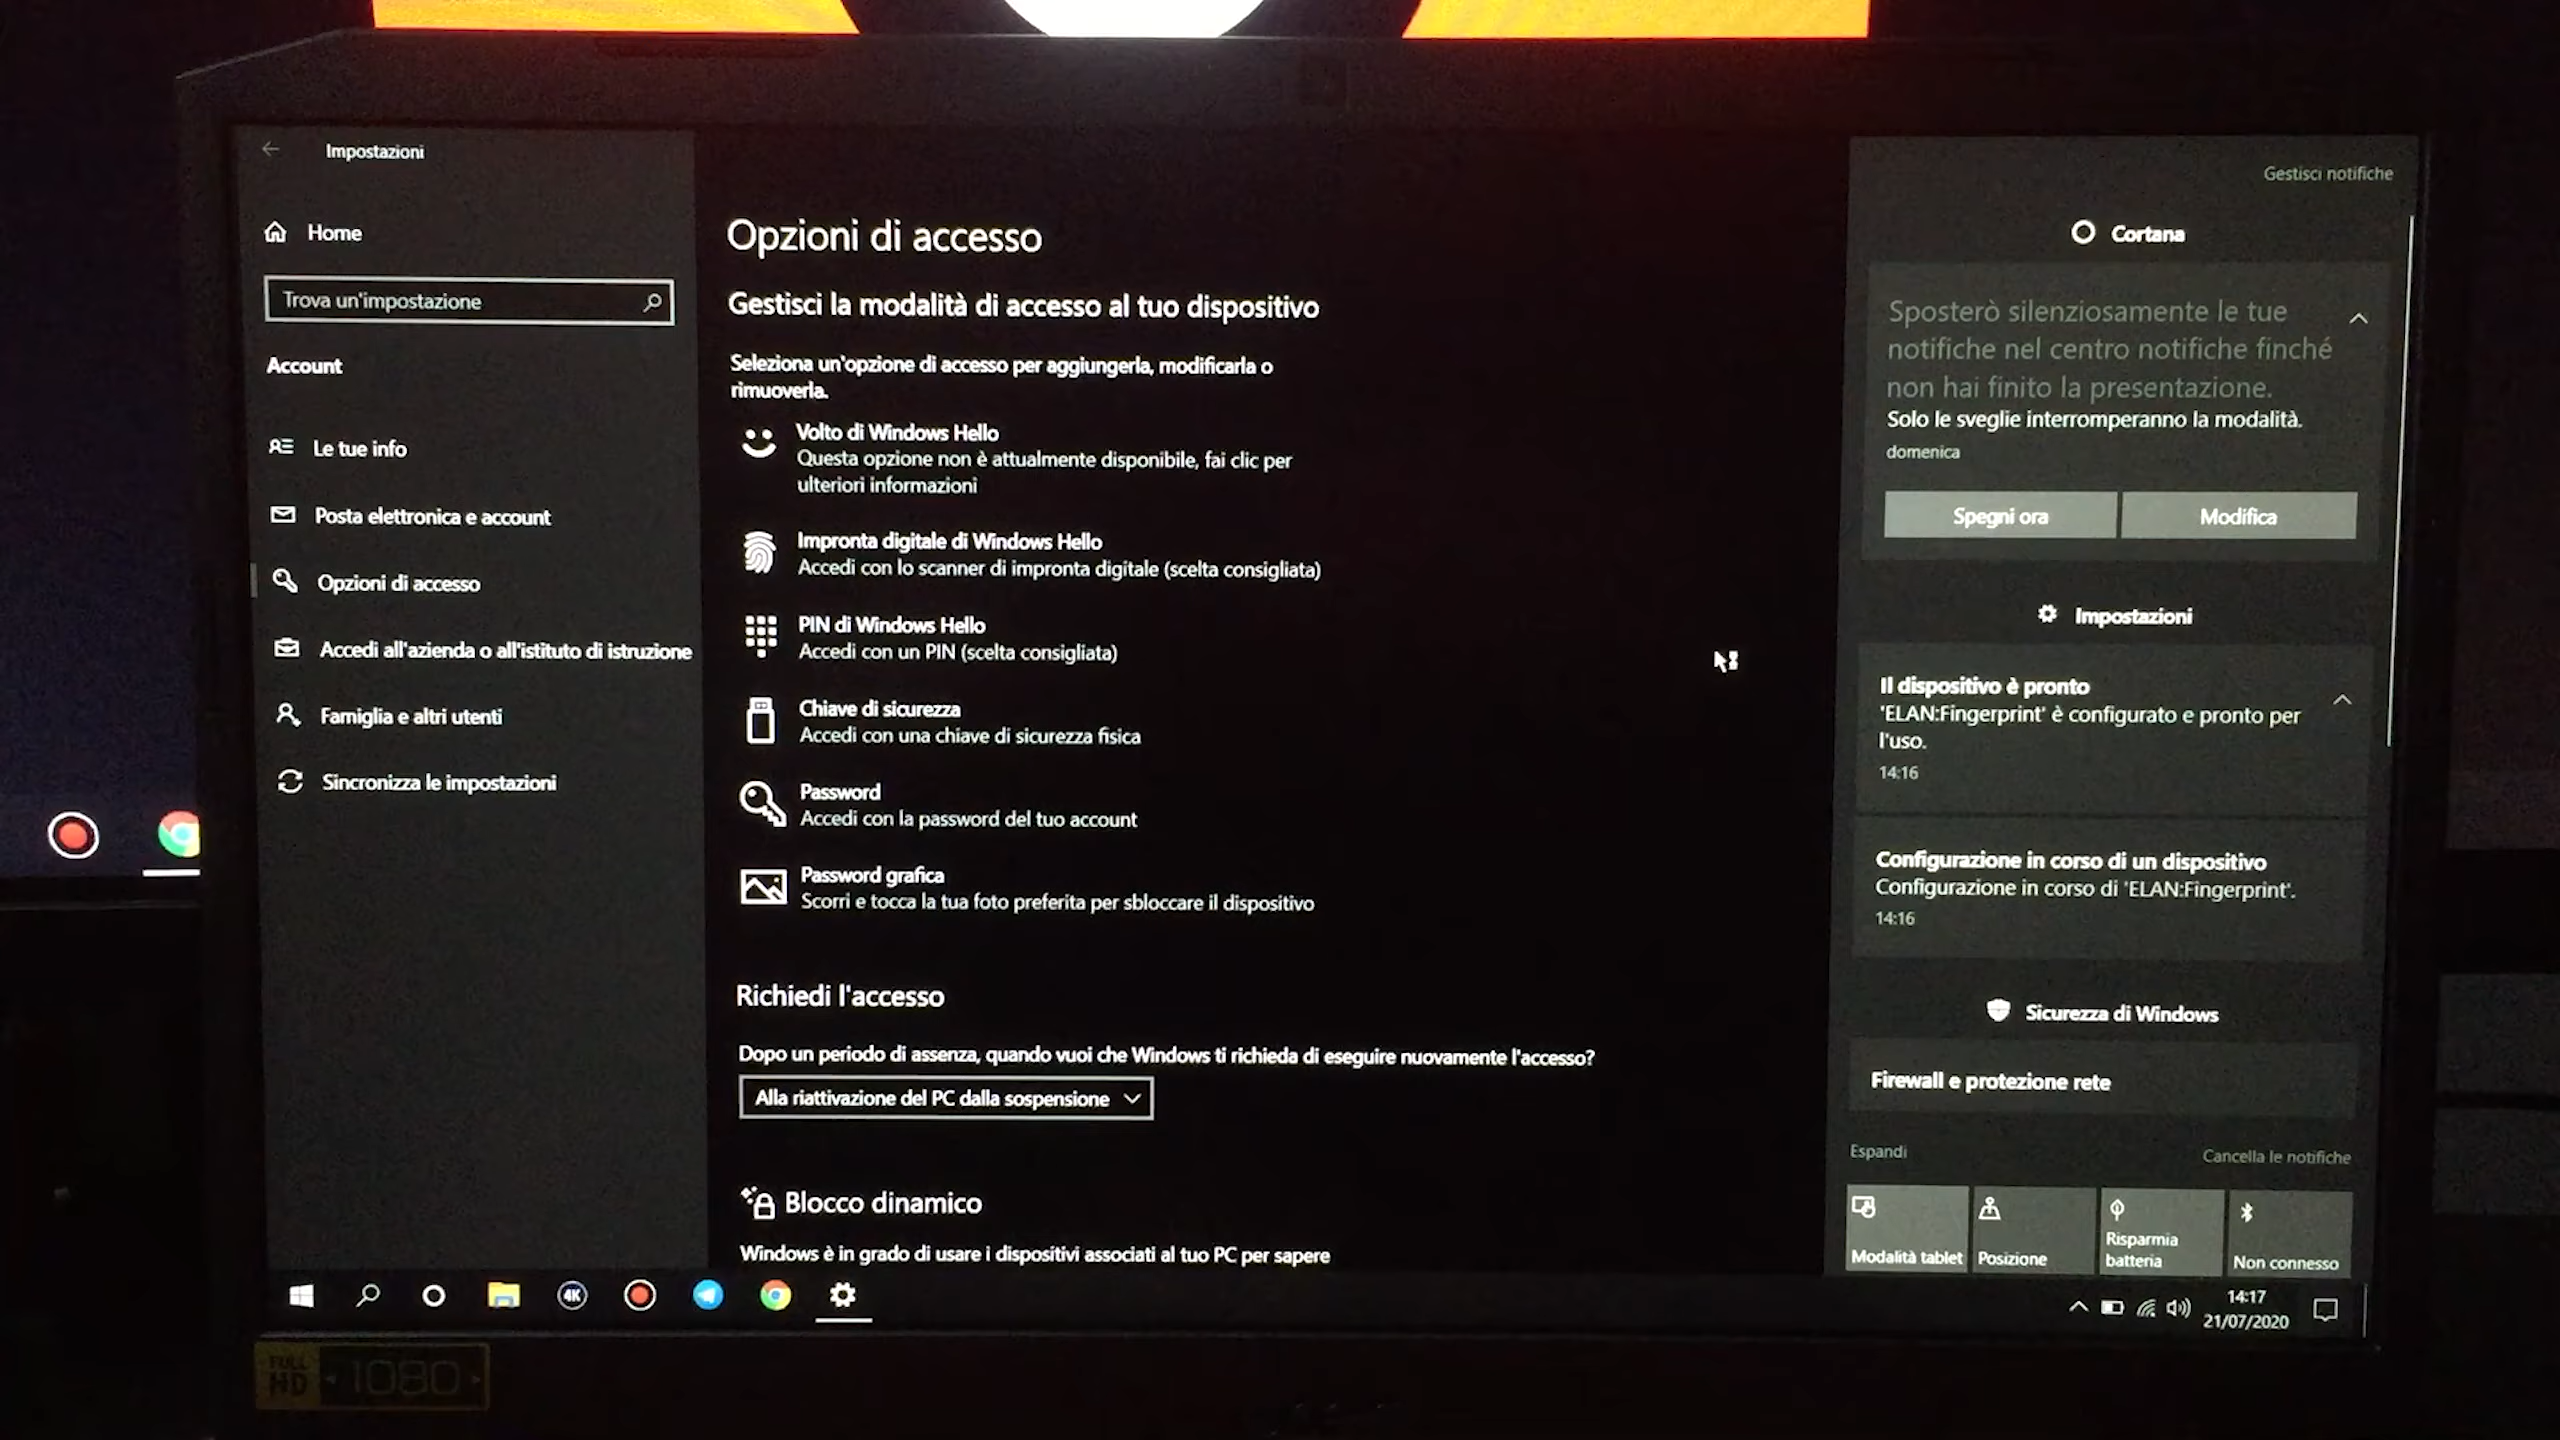 Impostazioni
Home
Trova un'impostazione
Account
Le tue info
Posta elettronica e account
Opzioni di accesso
Accedi all'azienda o all'istituto di istruzione
Famiglia e altri utenti
Sincronizza le impostazioni
Opzioni di accesso
Gestisci la modalità di accesso al tuo dispositivo
Seleziona un'opzione di accesso per aggiungerla, modificarla o
rimuoverla.
Volto di Windows Hello
Questa opzione non è attualmente disponibile, fai clic per
ulteriori informazioni
Impronta digitale di Windows Hello
Accedi con lo scanner di impronta digitale (scelta consigliata)
PIN di Windows Hello
Accedi con un PIN (scelta consigliata)
Chiave di sicurezza
Accedi con una chiave di sicurezza fisica
Password
Accedi con la password del tuo account
Password grafica
Scorri e tocca la tua foto preferita per sbloccare il dispositivo
Richiedi l'accesso
Dopo un periodo di assenza, quando vuoi che Windows ti richieda di eseguire nuovamente l'accesso?
Alla riattivazione del PC dalla sospensione
Blocco dinamico
Windows è in grado di usare i dispositivi associati al tuo PC per sapere
Gestisci notifiche
Cortana
Sposterò silenziosamente le tue
notifiche nel centro notifiche finché
non hai finito la presentazione.
Solo le sveglie interromperanno la modalità.
domenica
Spegni ora
Modifica
Impostazioni
Il dispositivo è pronto
'ELAN:Fingerprint' è configurato e pronto per
l'uso.
14:16
Configurazione in corso di un dispositivo
Configurazione in corso di 'ELAN:Fingerprint'.
14:16
Sicurezza di Windows
Firewall e protezione rete
Espandi
Cancella le notifiche
Modalità tablet
Posizione
Risparmia
batteria
Non connesso
4K
14:17
21/07/2020
FULL
HD
1080